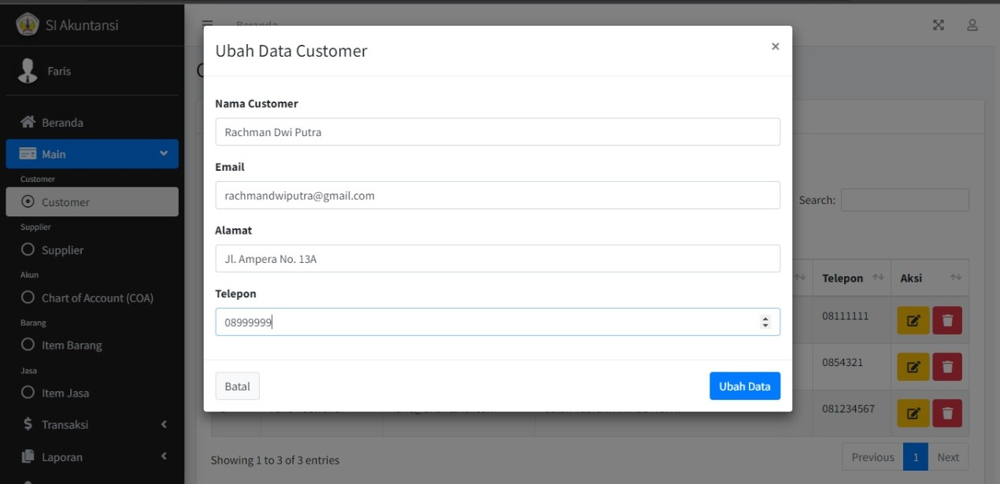 SI Akuntansi
Beranda
Faris
Beranda
Main
Customer
Customer
Supplier
Supplier
Akun
Chart of Account (COA)
Barang
Item Barang
Jasa
Item Jasa
Transaksi
Laporan
Ubah Data Customer
×
Nama Customer
Rachman Dwi Putra
Email
rachmandwiputra@gmail.com
Alamat
Jl. Ampera No. 13A
Telepon
08999999
Batal
Ubah Data
Search:
Telepon Aksi
08111111
0854321
081234567
Showing 1 to 3 of 3 entries
Previous 1 Next